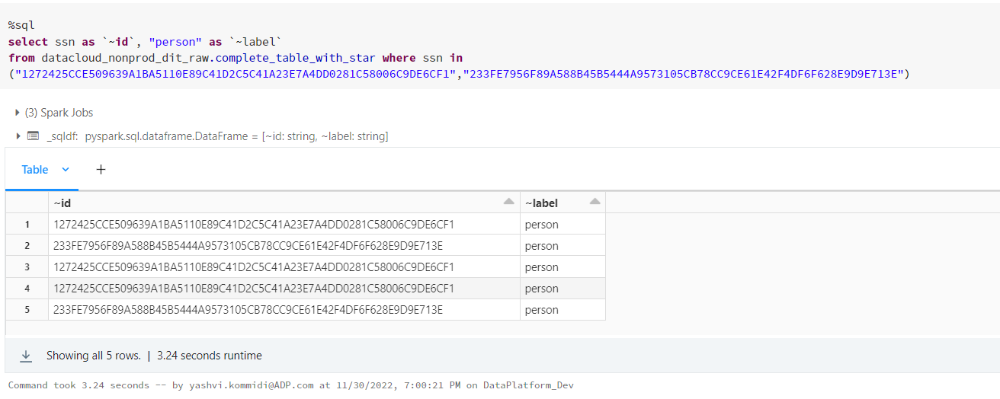 %sql
select ssn as `~id`, "person" as `~label`
from datacloud_nonprod_dit_raw.complete_table_with_star where ssn in
("1272425CCE509639A1BA5110E89C41D2C5C41A23E7A4DD0281C58006C9DE6CF1","233FE7956F89A588B45B5444A9573105CB78CC9CE61E42F4DF6F628E9D9E713E")
(3) Spark Jobs
_sqldf: pyspark.sql.dataframe.DataFrame = [~id: string, ~label: string]
Table +
~id ~label
1 1272425CCE509639A1BA5110E89C41D2C5C41A23E7A4DD0281C58006C9DE6CF1 person
2 233FE7956F89A588B45B5444A9573105CB78CC9CE61E42F4DF6F628E9D9E713E person
3 1272425CCE509639A1BA5110E89C41D2C5C41A23E7A4DD0281C58006C9DE6CF1 person
4 1272425CCE509639A1BA5110E89C41D2C5C41A23E7A4DD0281C58006C9DE6CF1 person
5 233FE7956F89A588B45B5444A9573105CB78CC9CE61E42F4DF6F628E9D9E713E person
Showing all 5 rows. | 3.24 seconds runtime
Command took 3.24 seconds -- by yashvi.kommidi@ADP.com at 11/30/2022, 7:00:21 PM on DataPlatform_Dev